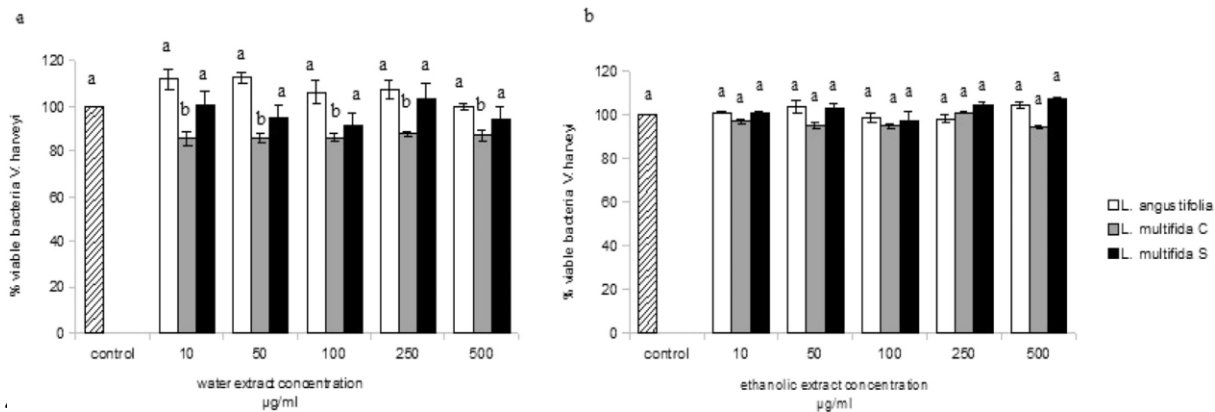 a
a a a a a a a a a a a
b b b b b
120
100
80
60
40
20
0
% viable bacteria V. harveyi
control 10 50 100 250 500
water extract concentration
µg/ml
b
a a a a a a a a a a a a a a a a
120
100
80
60
40
20
0
% viable bacteria V. harveyi
control 10 50 100 250 500
ethanolic extract concentration
µg/ml
L. angustifolia
L. multifida C
L. multifida S